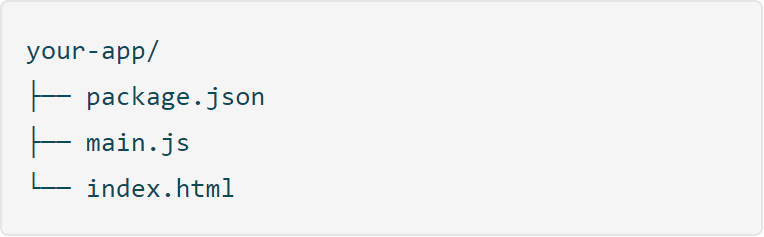 your-app/
├── package.json
├── main.js
└── index.html